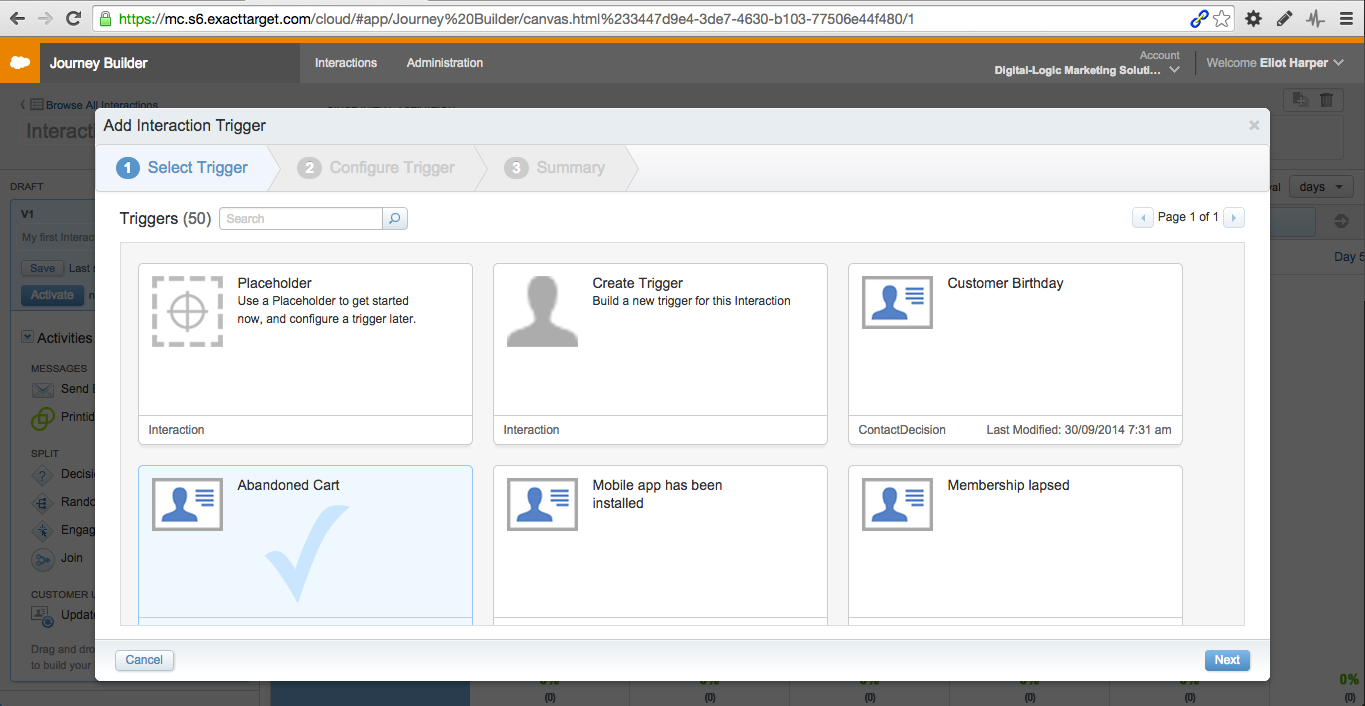 https://mc.s6.exacttarget.com/cloud/#app/Journey%20Builder/canvas.html%233447d9e4-3de7-4630-b103-77506e44f480/1
Journey Builder
Interactions
Administration
Account
Digital-Logic Marketing Soluti...
Welcome Eliot Harper
Browse All Interactions
Interact
Add Interaction Trigger
1 Select Trigger
2 Configure Trigger
3 Summary
DRAFT
days
V1
My first Interac
Save
Last
Activate
Day 5
Triggers (50)
Search
Page 1 of 1
Placeholder
Use a Placeholder to get started
now, and configure a trigger later.
Interaction
Create Trigger
Build a new trigger for this Interaction
Interaction
Customer Birthday
ContactDecision
Last Modified: 30/09/2014 7:31 am
Abandoned Cart
Mobile app has been
installed
Membership lapsed
Activities
MESSAGES
Send E
Printid
SPLIT
Decisi
Rando
Engag
Join
CUSTOMER U
Update
Drag and dro
to build your
Cancel
Next
0%
(0)
(0)
(0)
(0)
(0)
(0)